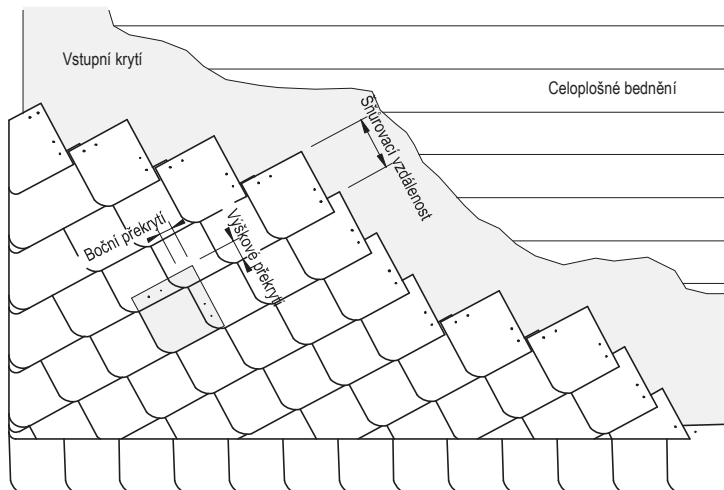 Vstupní krytí
Celoplošné bednění
Šňůrovací vzdálenost
Boční překrytí
Výškové překrytí